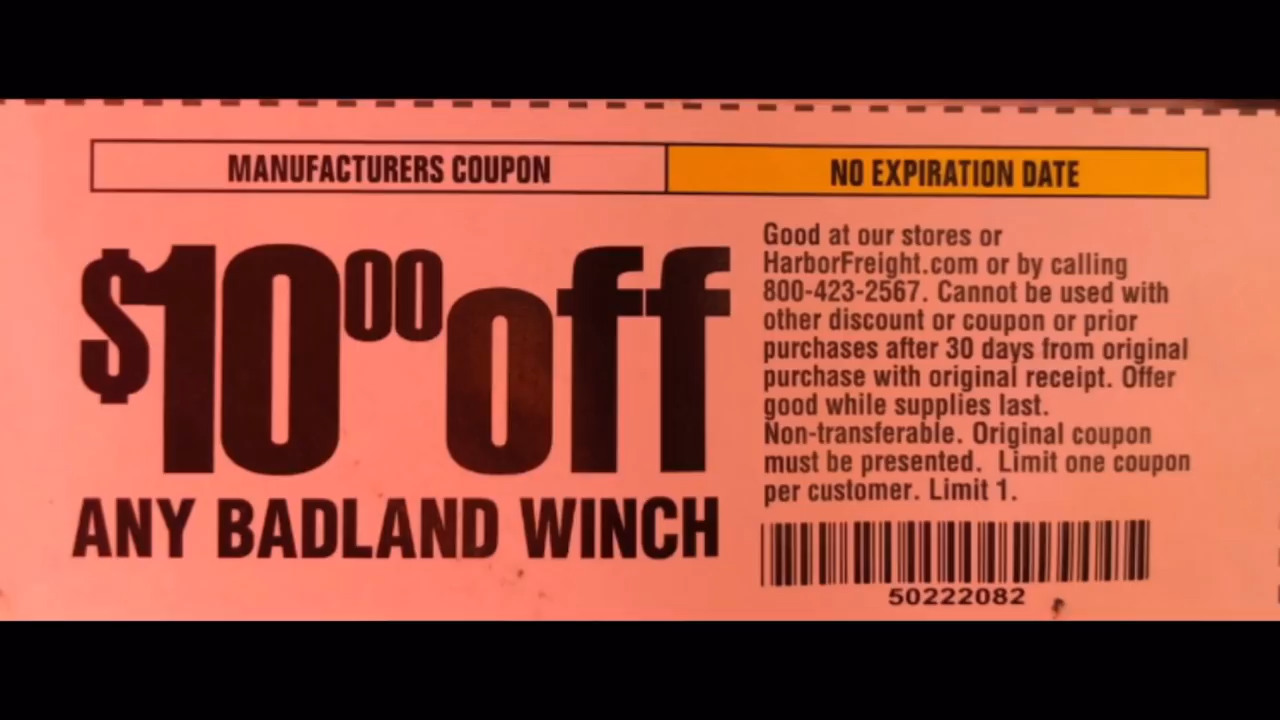 MANUFACTURERS COUPON
NO EXPIRATION DATE
$10⁰⁰ off
ANY BADLAND WINCH
Good at our stores or
HarborFreight.com or by calling
800-423-2567. Cannot be used with
other discount or coupon or prior
purchases after 30 days from original
purchase with original receipt. Offer
good while supplies last.
Non-transferable. Original coupon
must be presented. Limit one coupon
per customer. Limit 1.
50222082